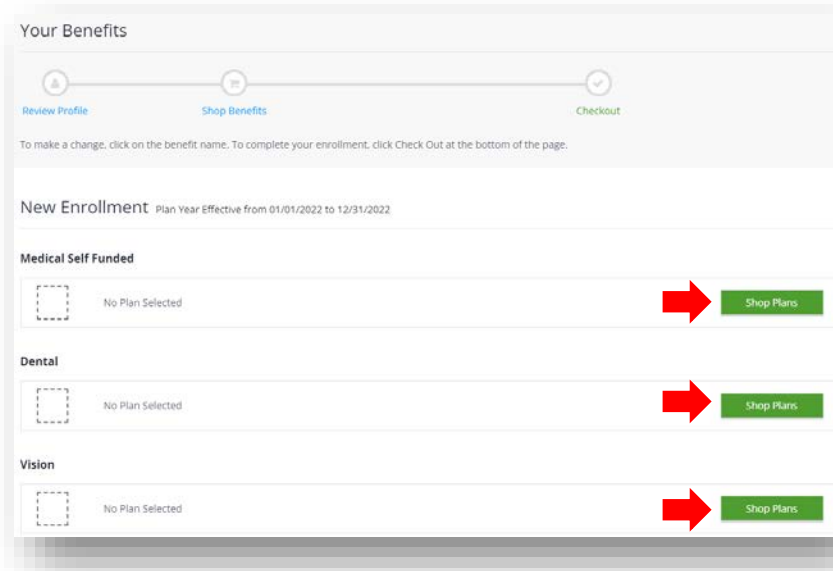 Your Benefits
Review Profile
Shop Benefits
Checkout
To make a change, click on the benefit name. To complete your enrollment, click Check Out at the bottom of the page.
New Enrollment Plan Year Effective from 01/01/2022 to 12/31/2022
Medical Self Funded
No Plan Selected
Shop Plans
Dental
No Plan Selected
Shop Plans
Vision
No Plan Selected
Shop Plans